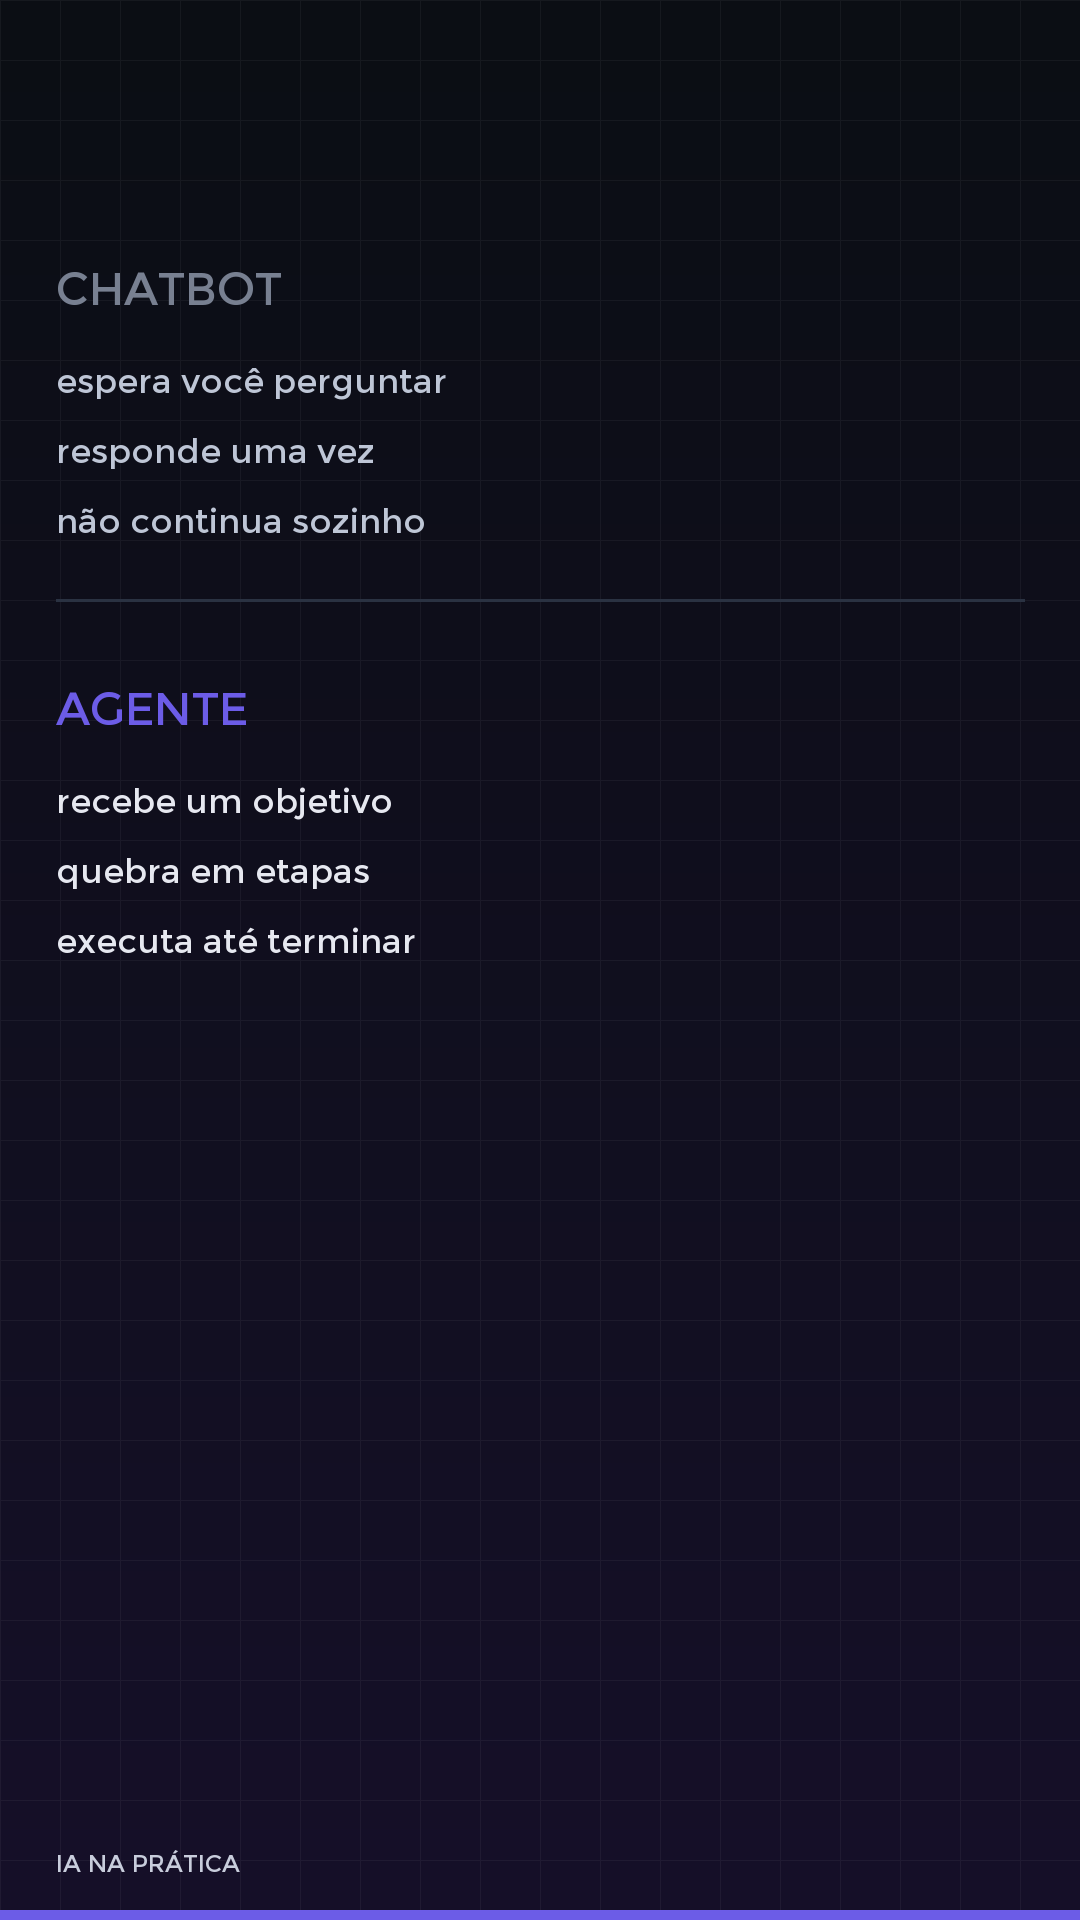 CHATBOT
espera você perguntar
responde uma vez
não continua sozinho
AGENTE
recebe um objetivo
quebra em etapas
executa até terminar
IA NA PRÁTICA